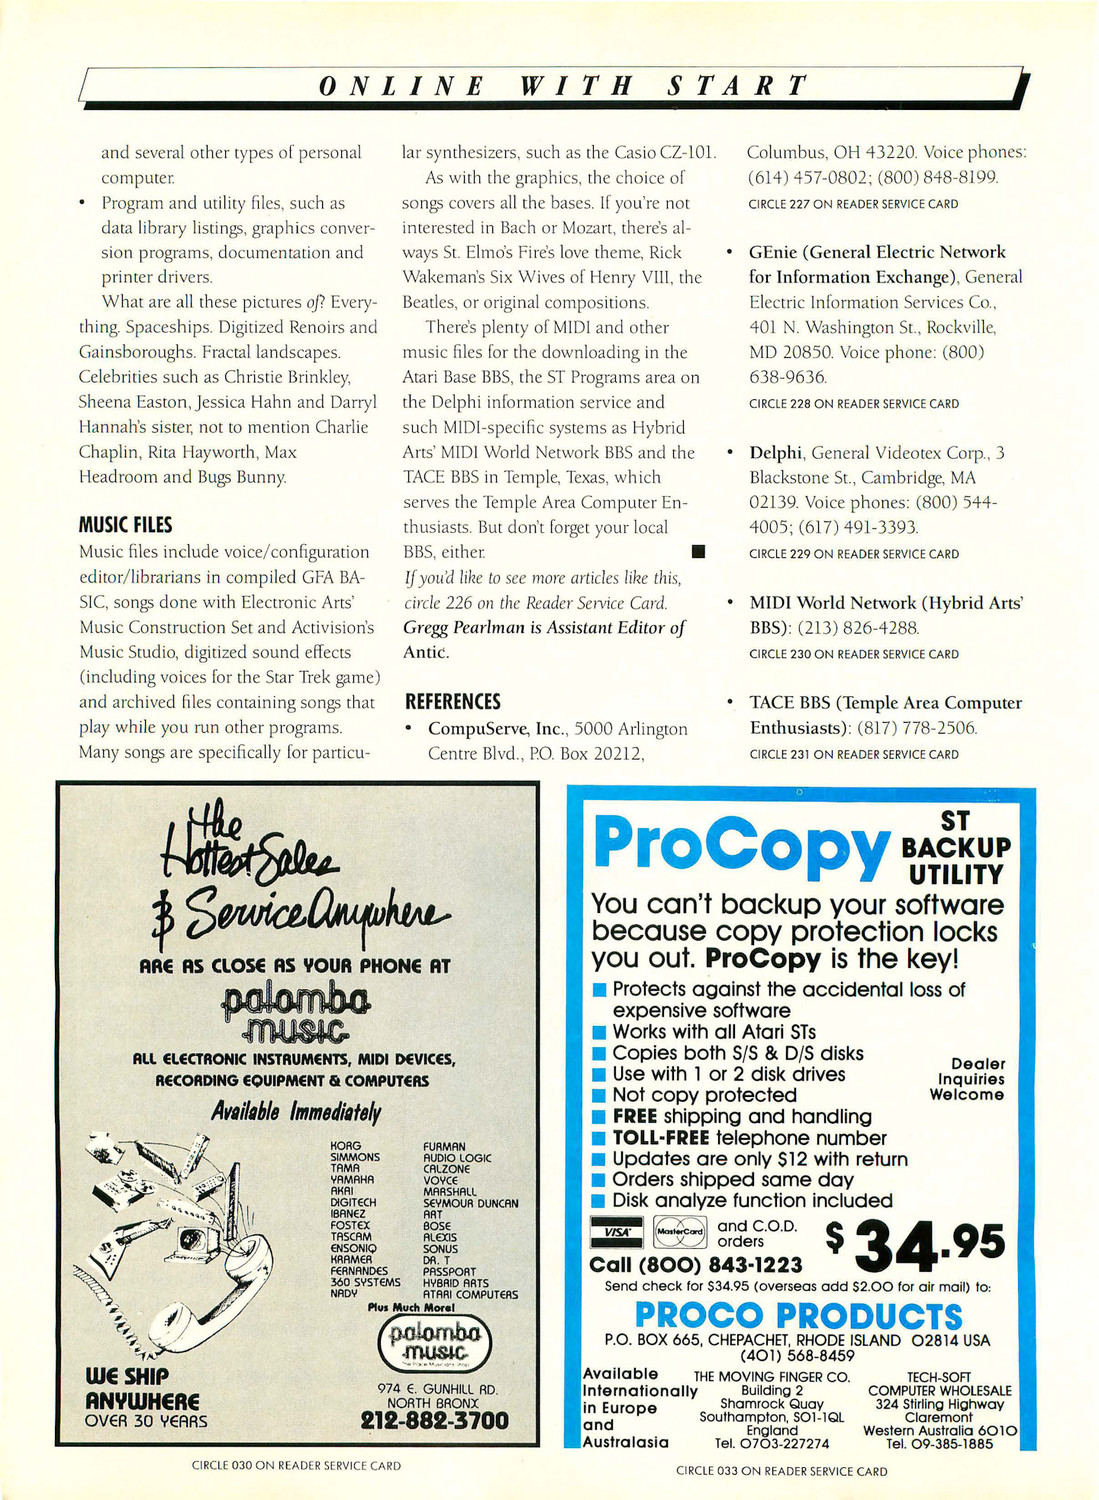 ONLINE WITH START
and several other types of personal
computer.
• Program and utility files, such as
data library listings, graphics conver-
sion programs, documentation and
printer drivers.
What are all these pictures of? Every-
thing. Spaceships. Digitized Renoirs and
Gainsboroughs. Fractal landscapes.
Celebrities such as Christie Brinkley,
Sheena Easton, Jessica Hahn and Darryl
Hannah's sister, not to mention Charlie
Chaplin, Rita Hayworth, Max
Headroom and Bugs Bunny.
MUSIC FILES
Music files include voice/configuration
editor/librarians in compiled GFA BA-
SIC, songs done with Electronic Arts'
Music Construction Set and Activision's
Music Studio, digitized sound effects
(including voices for the Star Trek game)
and archived files containing songs that
play while you run other programs.
Many songs are specifically for particu-
lar synthesizers, such as the Casio CZ-101.
As with the graphics, the choice of
songs covers all the bases. If you're not
interested in Bach or Mozart, there's al-
ways St. Elmo's Fire's love theme, Rick
Wakeman's Six Wives of Henry VIII, the
Beatles, or original compositions.
There's plenty of MIDI and other
music files for the downloading in the
Atari Base BBS, the ST Programs area on
the Delphi information service and
such MIDI-specific systems as Hybrid
Arts' MIDI World Network BBS and the
TACE BBS in Temple, Texas, which
serves the Temple Area Computer En-
thusiasts. But don't forget your local
BBS, either. ■
If you'd like to see more articles like this,
circle 226 on the Reader Service Card.
Gregg Pearlman is Assistant Editor of
Antic.
REFERENCES
• CompuServe, Inc., 5000 Arlington
Centre Blvd., P.O. Box 20212,
Columbus, OH 43220. Voice phones:
(614) 457-0802; (800) 848-8199.
CIRCLE 227 ON READER SERVICE CARD
• GEnie (General Electric Network
for Information Exchange), General
Electric Information Services Co.,
401 N. Washington St., Rockville,
MD 20850. Voice phone: (800)
638-9636.
CIRCLE 228 ON READER SERVICE CARD
• Delphi, General Videotex Corp., 3
Blackstone St., Cambridge, MA
02139. Voice phones: (800) 544-
4005; (617) 491-3393.
CIRCLE 229 ON READER SERVICE CARD
• MIDI World Network (Hybrid Arts'
BBS): (213) 826-4288.
CIRCLE 230 ON READER SERVICE CARD
• TACE BBS (Temple Area Computer
Enthusiasts): (817) 778-2506.
CIRCLE 231 ON READER SERVICE CARD
the
Hottest Sales
& Service Anywhere
ARE AS CLOSE AS YOUR PHONE AT
palomba
music
ALL ELECTRONIC INSTRUMENTS, MIDI DEVICES,
RECORDING EQUIPMENT & COMPUTERS
Available Immediately
KORG
SIMMONS
TAMA
YAMAHA
AKAI
DIGITECH
IBANEZ
FOSTEX
TASCAM
ENSONIQ
KRAMER
FERNANDES
360 SYSTEMS
NADY
FURMAN
AUDIO LOGIC
CALZONE
VOYCE
MARSHALL
SEYMOUR DUNCAN
ART
BOSE
ALEXIS
SONUS
DR. T
PASSPORT
HYBRID ARTS
ATARI COMPUTERS
Plus Much More!
palomba
music
WE SHIP
ANYWHERE
OVER 30 YEARS
974 E. GUNHILL RD.
NORTH BRONX
212-882-3700
CIRCLE 030 ON READER SERVICE CARD
ProCopy
ST
BACKUP
UTILITY
You can't backup your software
because copy protection locks
you out. ProCopy is the key!
■ Protects against the accidental loss of
expensive software
■ Works with all Atari STs
■ Copies both S/S & D/S disks
■ Use with 1 or 2 disk drives
■ Not copy protected
■ FREE shipping and handling
■ TOLL-FREE telephone number
■ Updates are only $12 with return
■ Orders shipped same day
■ Disk analyze function included
Dealer
Inquiries
Welcome
VISA MasterCard and C.O.D.
orders
$34.95
Call (800) 843-1223
Send check for $34.95 (overseas add $2.00 for air mail) to:
PROCO PRODUCTS
P.O. BOX 665, CHEPACHET, RHODE ISLAND 02814 USA
(401) 568-8459
Available
Internationally
in Europe
and
Australasia
THE MOVING FINGER CO.
Building 2
Shamrock Quay
Southampton, SO1-1QL
England
Tel. 0703-227274
TECH-SOFT
COMPUTER WHOLESALE
324 Stirling Highway
Claremont
Western Australia 6010
Tel. 09-385-1885
CIRCLE 033 ON READER SERVICE CARD